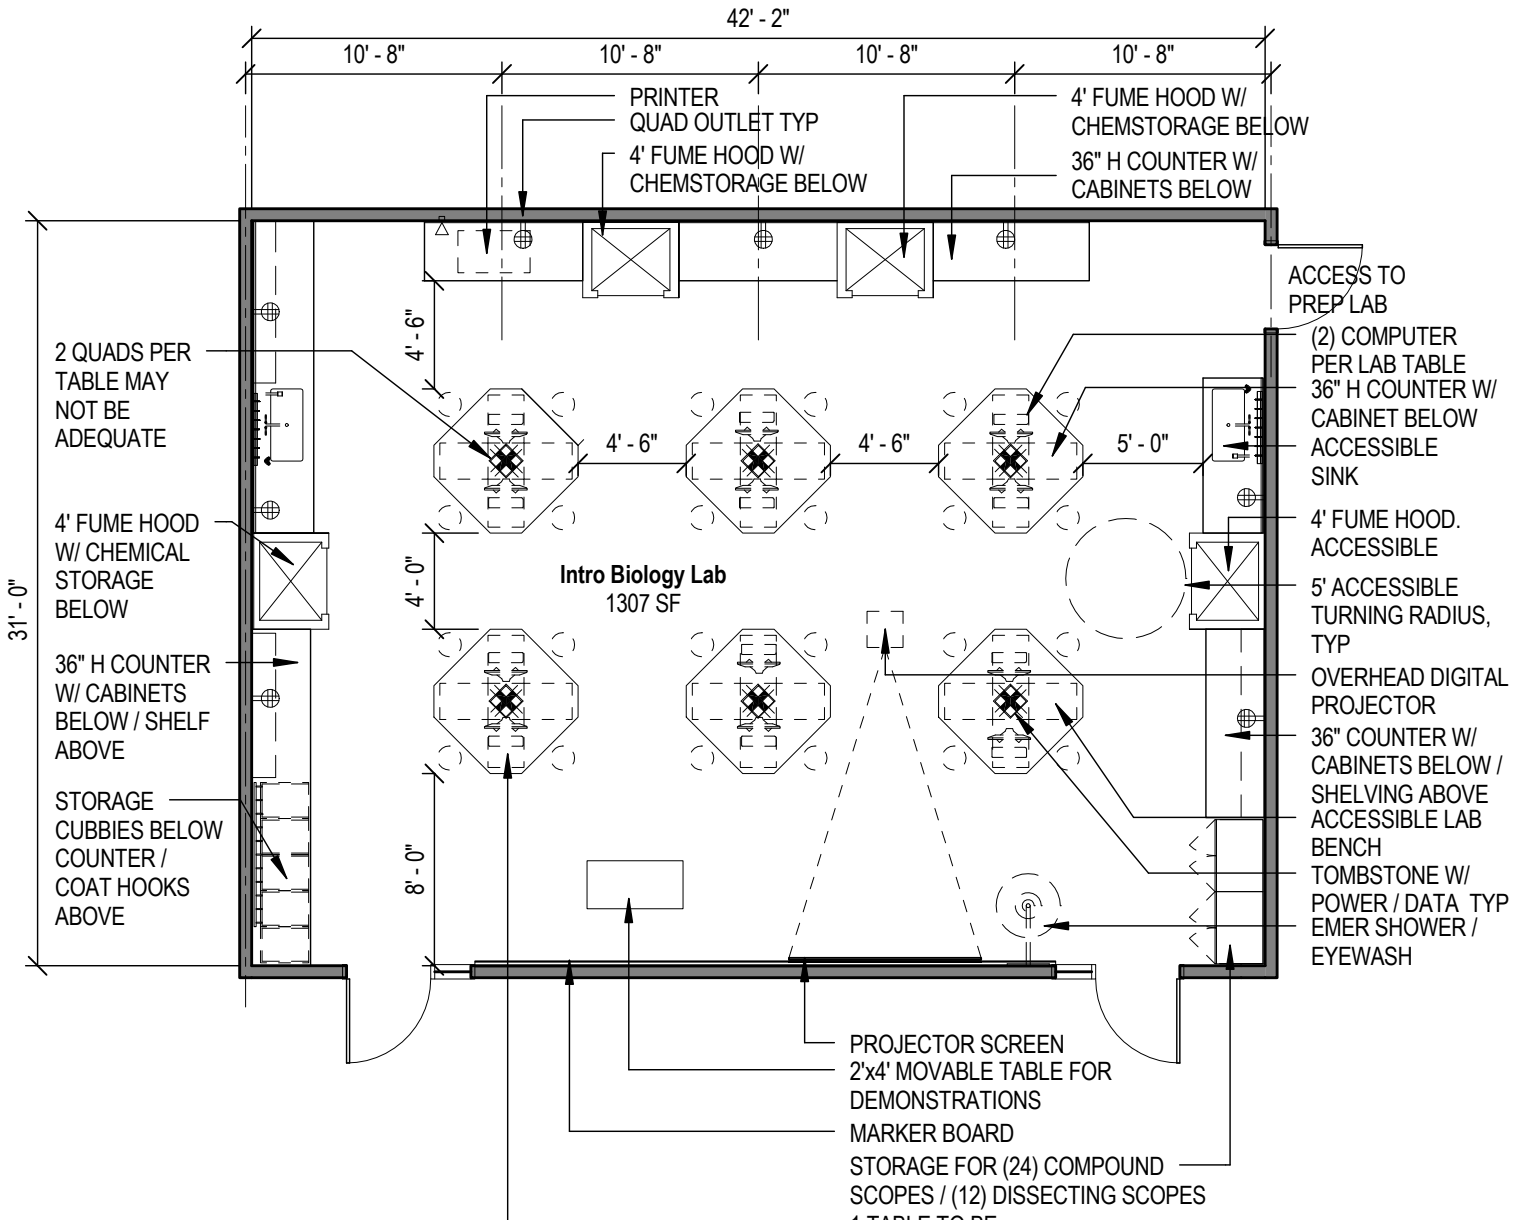 42' - 2"
10' - 8"
10' - 8"
10' - 8"
10' - 8"
PRINTER
QUAD OUTLET TYP
4' FUME HOOD W/
CHEMSTORAGE BELOW
4' FUME HOOD W/
CHEMSTORAGE BELOW
36" H COUNTER W/
CABINETS BELOW
31' - 0"
2 QUADS PER
TABLE MAY
NOT BE
ADEQUATE
4' FUME HOOD
W/ CHEMICAL
STORAGE
BELOW
36" H COUNTER
W/ CABINETS
BELOW / SHELF
ABOVE
STORAGE
CUBBIES BELOW
COUNTER /
COAT HOOKS
ABOVE
4' - 6"
4' - 6"
4' - 6"
5' - 0"
4' - 0"
8' - 0"
Intro Biology Lab
1307 SF
ACCESS TO
PREP LAB
(2) COMPUTER
PER LAB TABLE
36" H COUNTER W/
CABINET BELOW
ACCESSIBLE
SINK
4' FUME HOOD.
ACCESSIBLE
5' ACCESSIBLE
TURNING RADIUS,
TYP
OVERHEAD DIGITAL
PROJECTOR
36" COUNTER W/
CABINETS BELOW /
SHELVING ABOVE
ACCESSIBLE LAB
BENCH
TOMBSTONE W/
POWER / DATA TYP
EMER SHOWER /
EYEWASH
PROJECTOR SCREEN
2'x4' MOVABLE TABLE FOR
DEMONSTRATIONS
MARKER BOARD
STORAGE FOR (24) COMPOUND
SCOPES / (12) DISSECTING SCOPES
1 TABLE TO BE